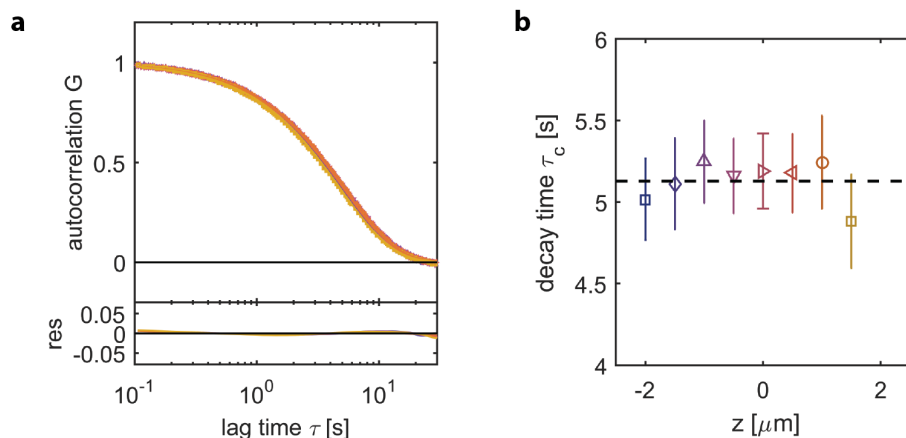 a
autocorrelation G
1
0.5
0
res
0.05
0
-0.05
10^-1
10^0
10^1
lag time τ [s]
b
decay time τ_c [s]
6
5.5
5
4.5
4
-2
0
2
z [μm]